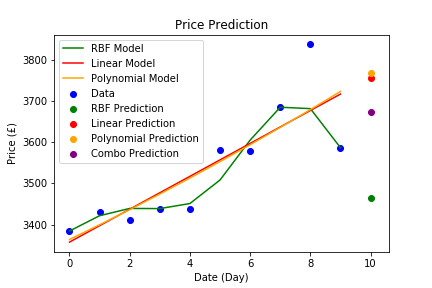 Price Prediction
RBF Model
Linear Model
Polynomial Model
Data
RBF Prediction
Linear Prediction
Polynomial Prediction
Combo Prediction
Price (£)
3800
3700
3600
3500
3400
0 2 4 6 8 10
Date (Day)